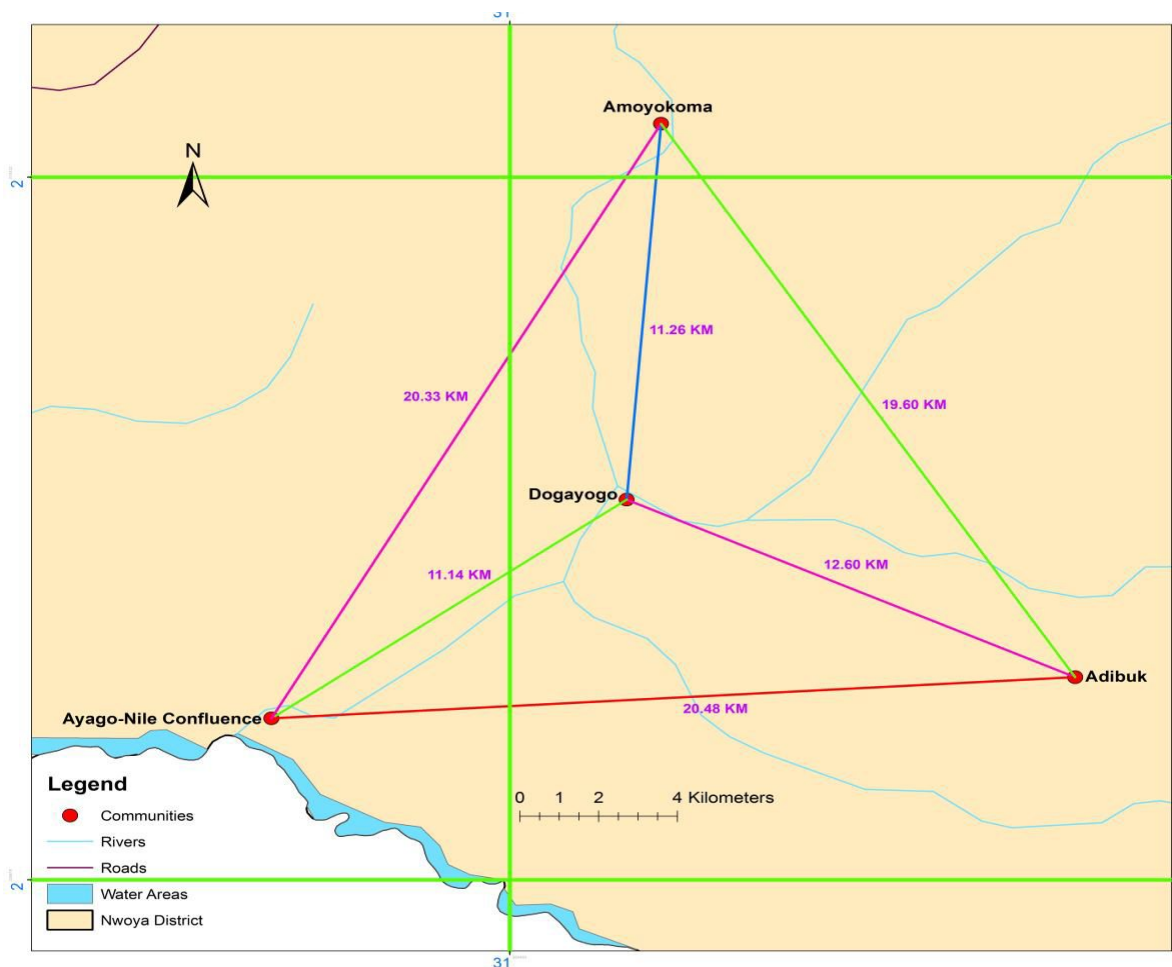 31
Amoyokoma
N
2
11.26 KM
20.33 KM
19.60 KM
Dogayogo
12.60 KM
11.14 KM
Adibuk
Ayago-Nile Confluence
20.48 KM
Legend
Communities
Rivers
Roads
Water Areas
Nwoya District
0 1 2 4 Kilometers
2
31